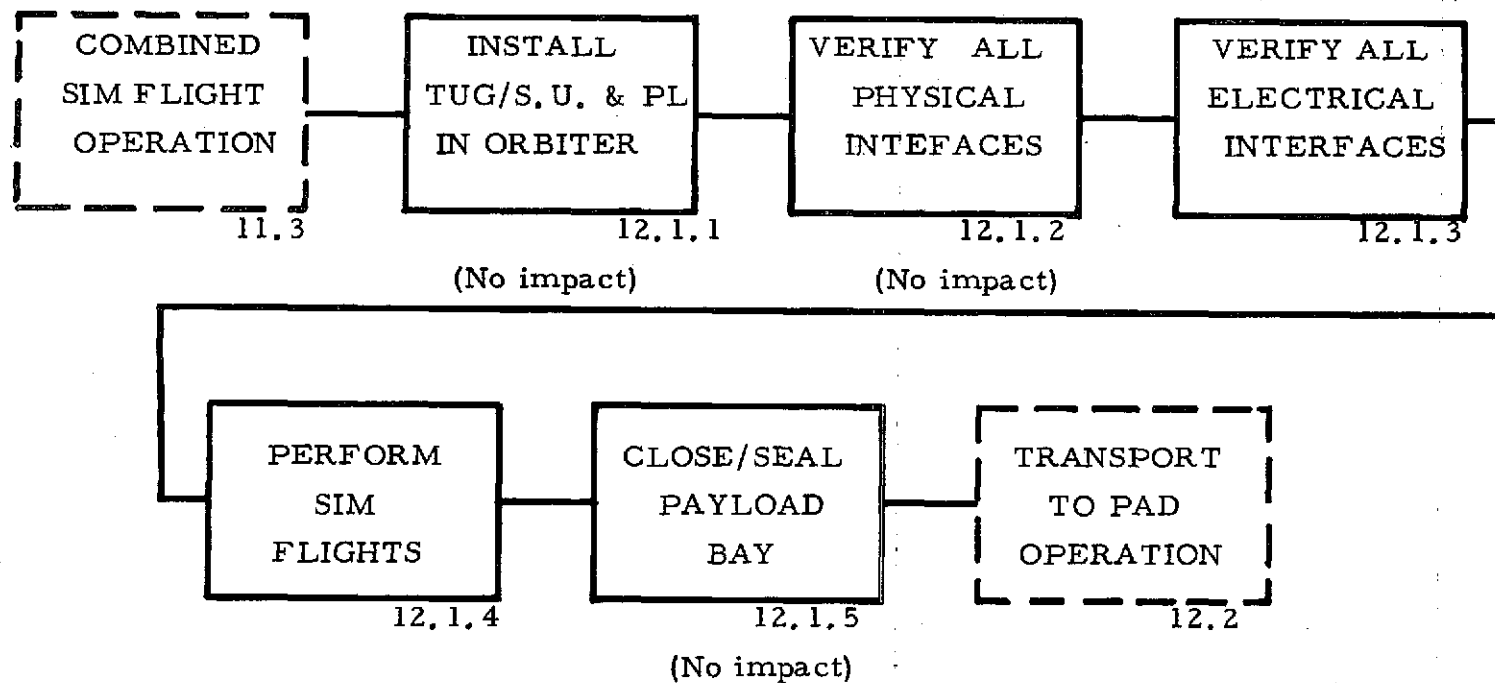 COMBINED
SIM FLIGHT
OPERATION
11.3
INSTALL
TUG/S.U. & PL
IN ORBITER
12.1.1
(No impact)
VERIFY ALL
PHYSICAL
INTEFACES
12.1.2
(No impact)
VERIFY ALL
ELECTRICAL
INTERFACES
12.1.3
PERFORM
SIM
FLIGHTS
12.1.4
CLOSE/SEAL
PAYLOAD
BAY
12.1.5
(No impact)
TRANSPORT
TO PAD
OPERATION
12.2